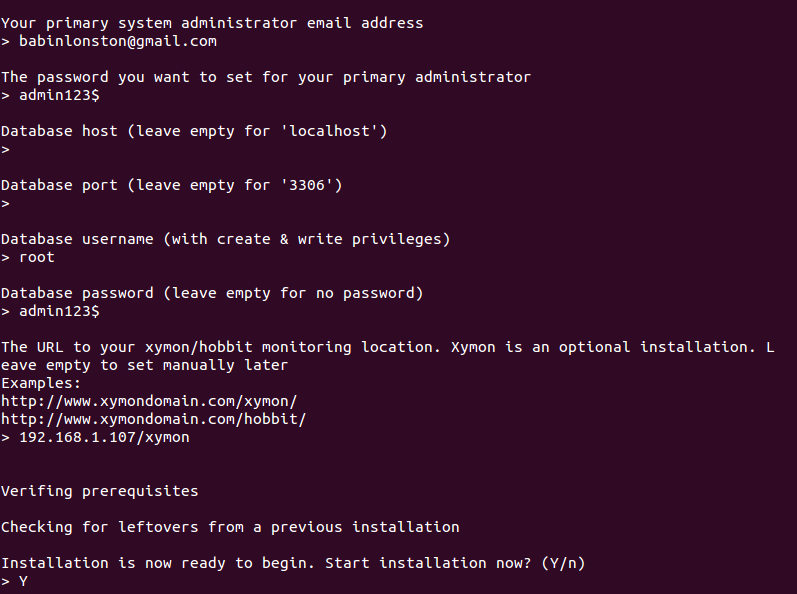 Your primary system administrator email address
> babinlonston@gmail.com
The password you want to set for your primary administrator
> admin123$
Database host (leave empty for 'localhost')
>
Database port (leave empty for '3306')
>
Database username (with create & write privileges)
> root
Database password (leave empty for no password)
> admin123$
The URL to your xymon/hobbit monitoring location. Xymon is an optional installation. L
eave empty to set manually later
Examples:
http://www.xymondomain.com/xymon/
http://www.xymondomain.com/hobbit/
> 192.168.1.107/xymon
Verifing prerequisites
Checking for leftovers from a previous installation
Installation is now ready to begin. Start installation now? (Y/n)
> Y